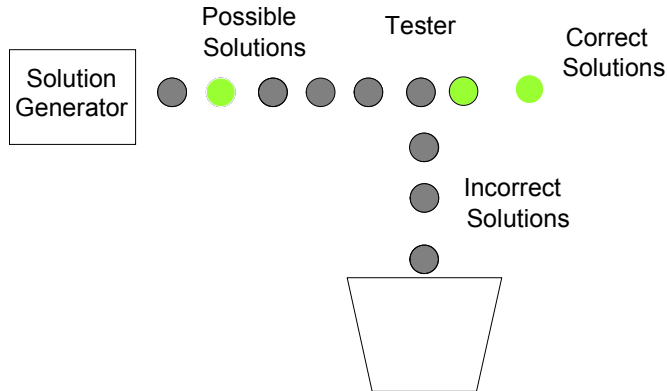 Possible
Solutions
Tester
Correct
Solutions
Solution
Generator
Incorrect
Solutions